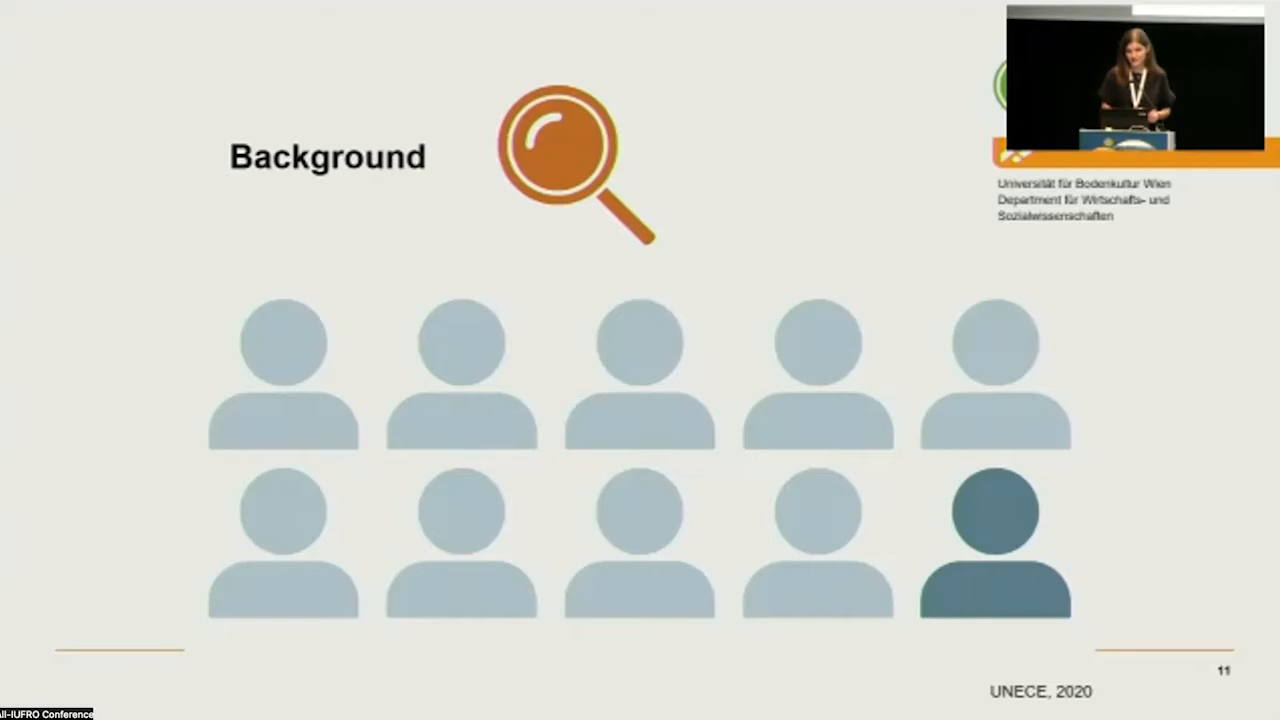 Background
Universität für Bodenkultur Wien
Department für Wirtschafts- und
Sozialwissenschaften
11
UNECE, 2020
All-IUFRO Conference